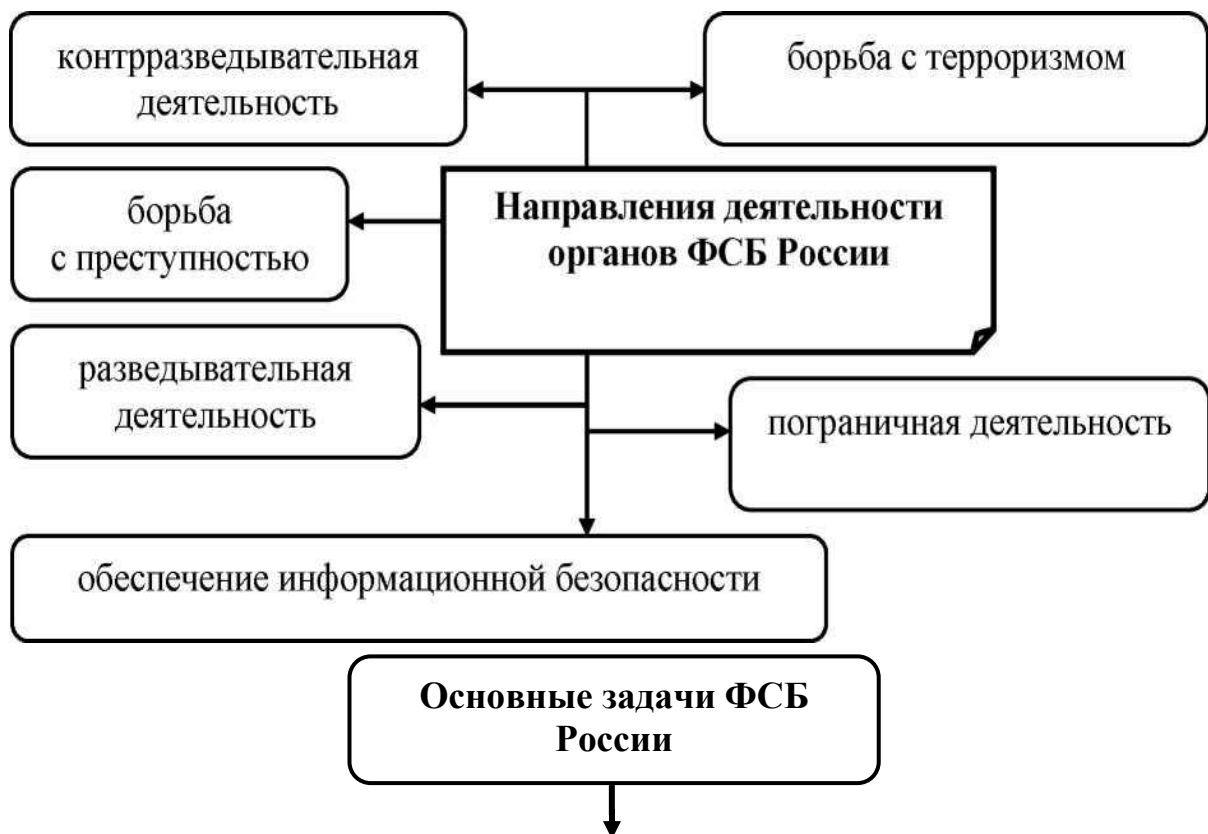 контрразведывательная
деятельность
борьба с терроризмом
борьба
с преступностью
Направления деятельности
органов ФСБ России
разведывательная
деятельность
пограничная деятельность
обеспечение информационной безопасности
Основные задачи ФСБ
России